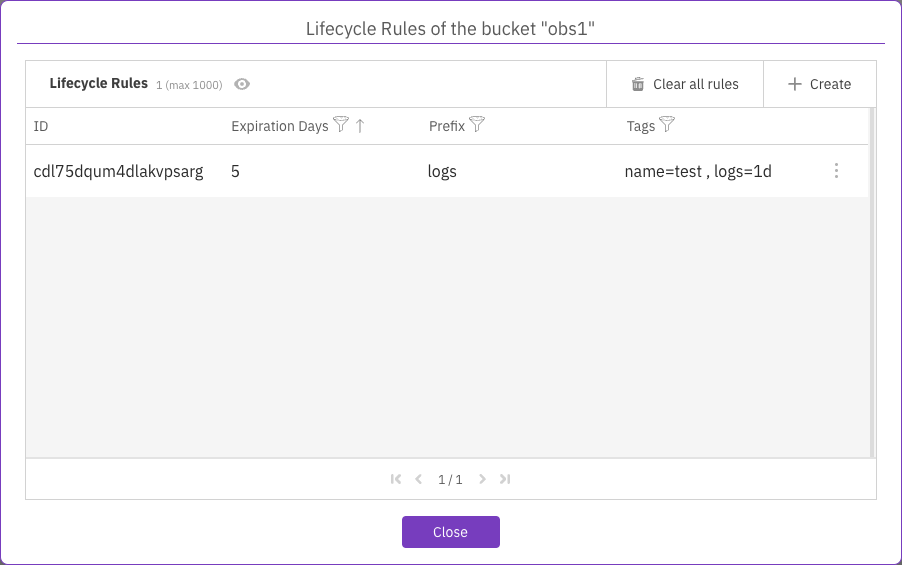 Lifecycle Rules of the bucket "obs1"
Lifecycle Rules 1 (max 1000) Clear all rules Create
ID Expiration Days Prefix Tags
cdl75dqum4dlakvpsarg 5 logs name=test , logs=1d
1 / 1
Close